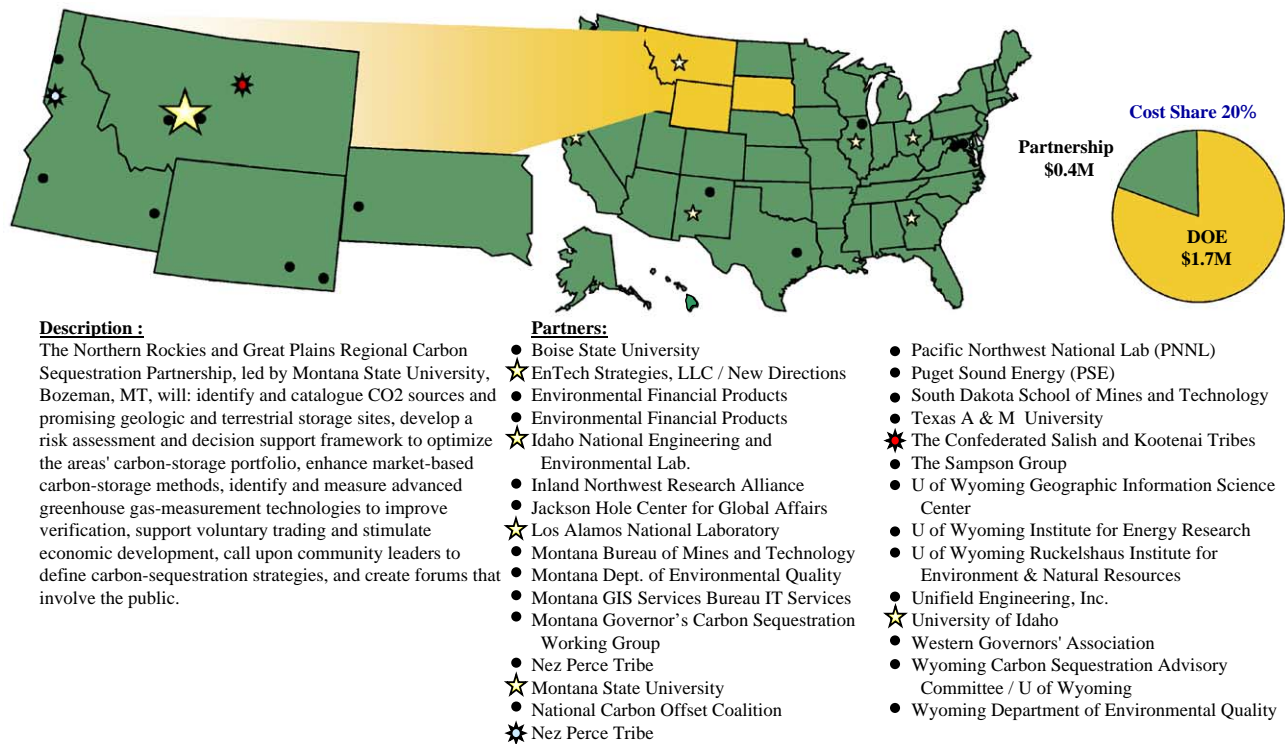 Cost Share 20%
Partnership
$0.4M
DOE
$1.7M
Description :
The Northern Rockies and Great Plains Regional Carbon
Sequestration Partnership, led by Montana State University,
Bozeman, MT, will: identify and catalogue CO2 sources and
promising geologic and terrestrial storage sites, develop a
risk assessment and decision support framework to optimize
the areas' carbon-storage portfolio, enhance market-based
carbon-storage methods, identify and measure advanced
greenhouse gas-measurement technologies to improve
verification, support voluntary trading and stimulate
economic development, call upon community leaders to
define carbon-sequestration strategies, and create forums that
involve the public.
Partners:
Boise State University
EnTech Strategies, LLC / New Directions
Environmental Financial Products
Environmental Financial Products
Idaho National Engineering and
Environmental Lab.
Inland Northwest Research Alliance
Jackson Hole Center for Global Affairs
Los Alamos National Laboratory
Montana Bureau of Mines and Technology
Montana Dept. of Environmental Quality
Montana GIS Services Bureau IT Services
Montana Governor's Carbon Sequestration
Working Group
Nez Perce Tribe
Montana State University
National Carbon Offset Coalition
Nez Perce Tribe
Pacific Northwest National Lab (PNNL)
Puget Sound Energy (PSE)
South Dakota School of Mines and Technology
Texas A & M University
The Confederated Salish and Kootenai Tribes
The Sampson Group
U of Wyoming Geographic Information Science
Center
U of Wyoming Institute for Energy Research
U of Wyoming Ruckelshaus Institute for
Environment & Natural Resources
Unifield Engineering, Inc.
University of Idaho
Western Governors' Association
Wyoming Carbon Sequestration Advisory
Committee / U of Wyoming
Wyoming Department of Environmental Quality